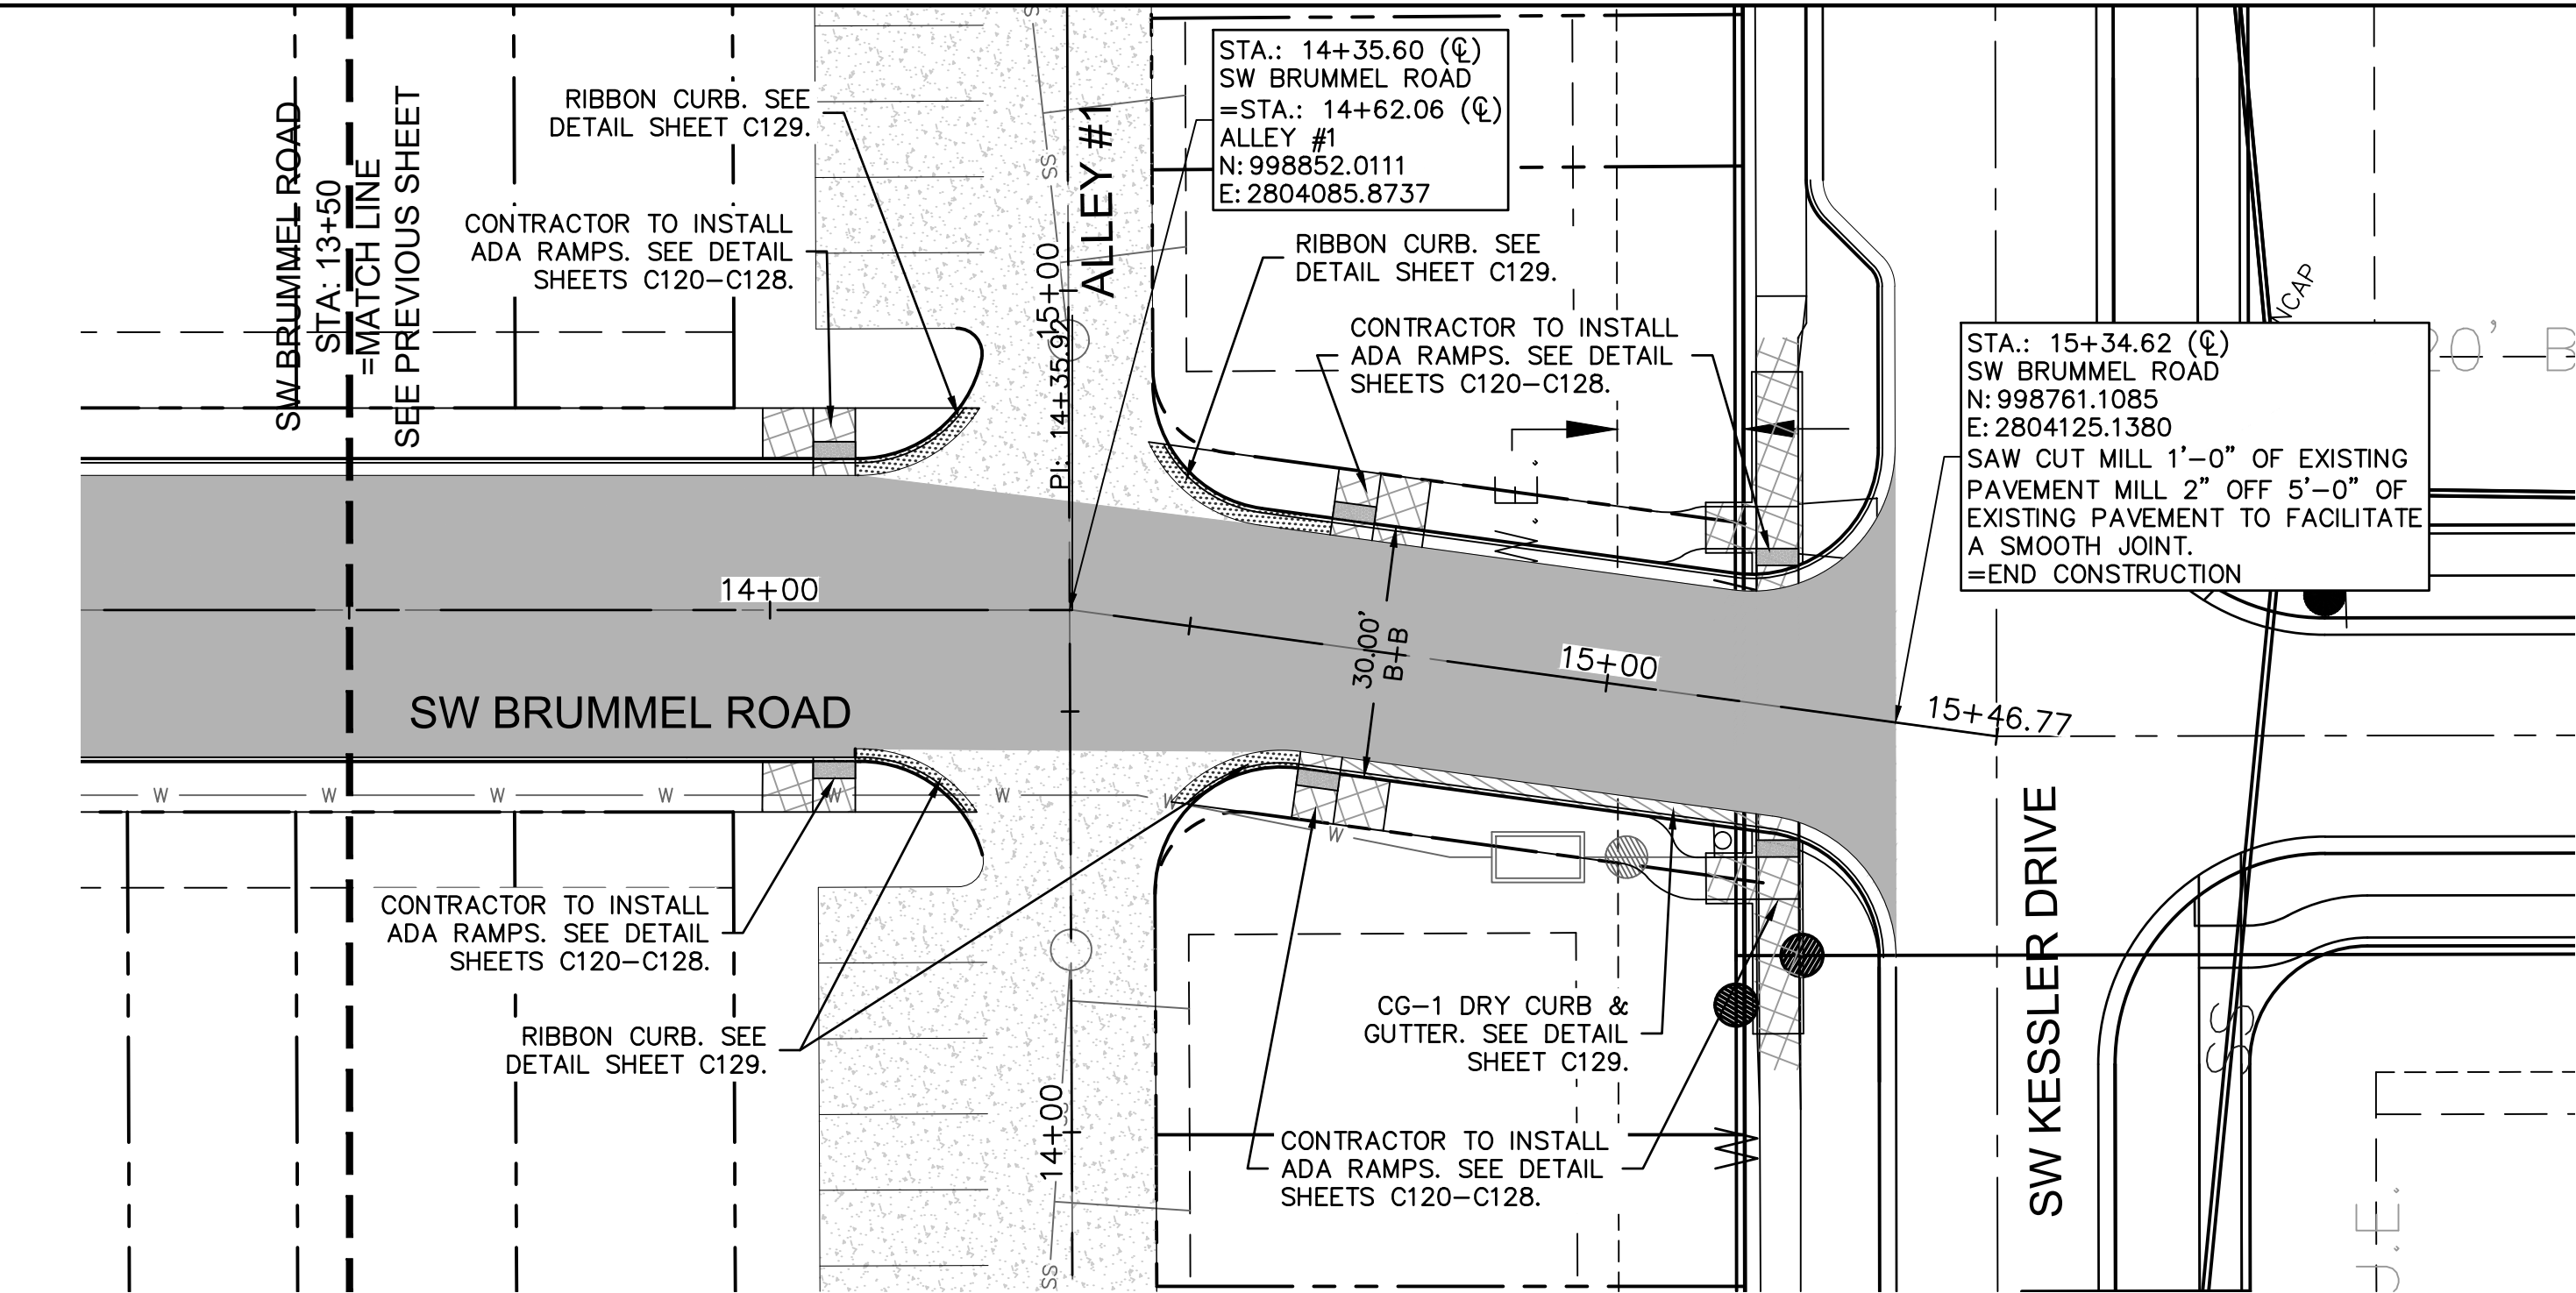 SW BRUMMEL ROAD
STA: 13+50
=MATCH LINE
SEE PREVIOUS SHEET
RIBBON CURB. SEE
DETAIL SHEET C129.
CONTRACTOR TO INSTALL
ADA RAMPS. SEE DETAIL
SHEETS C120-C128.
SS
ALLEY #1
15+00
PI: 14+35.92
STA.: 14+35.60 (℄)
SW BRUMMEL ROAD
=STA.: 14+62.06 (℄)
ALLEY #1
N: 998852.0111
E: 2804085.8737
RIBBON CURB. SEE
DETAIL SHEET C129.
CONTRACTOR TO INSTALL
ADA RAMPS. SEE DETAIL
SHEETS C120-C128.
STA.: 15+34.62 (℄)
SW BRUMMEL ROAD
N: 998761.1085
E: 2804125.1380
SAW CUT MILL 1'-0" OF EXISTING
PAVEMENT MILL 2" OFF 5'-0" OF
EXISTING PAVEMENT TO FACILITATE
A SMOOTH JOINT.
=END CONSTRUCTION
14+00
30.00'
B+B
15+00
15+46.77
SW BRUMMEL ROAD
W W W W W W W W
CONTRACTOR TO INSTALL
ADA RAMPS. SEE DETAIL
SHEETS C120-C128.
RIBBON CURB. SEE
DETAIL SHEET C129.
14+00
SS
CG-1 DRY CURB &
GUTTER. SEE DETAIL
SHEET C129.
CONTRACTOR TO INSTALL
ADA RAMPS. SEE DETAIL
SHEETS C120-C128.
SW KESSLER DRIVE
SS